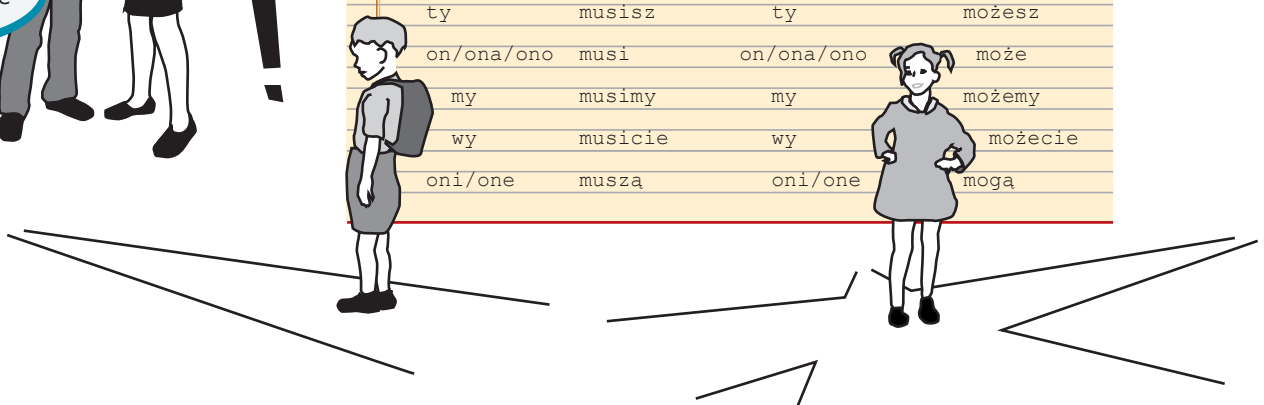 ty musisz ty możesz
on/ona/ono musi on/ona/ono może
my musimy my możemy
wy musicie wy możecie
oni/one muszą oni/one mogą